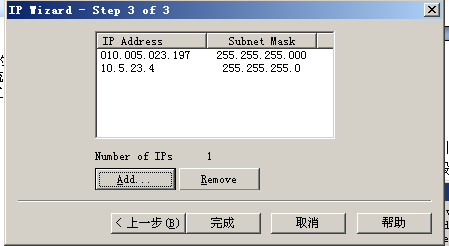 IP Wizard - Step 3 of 3
IP Address Subnet Mask
010.005.023.197 255.255.255.000
10.5.23.4 255.255.255.0
Number of IPs 1
Add... Remove
< 上一步(B) 完成 取消 帮助